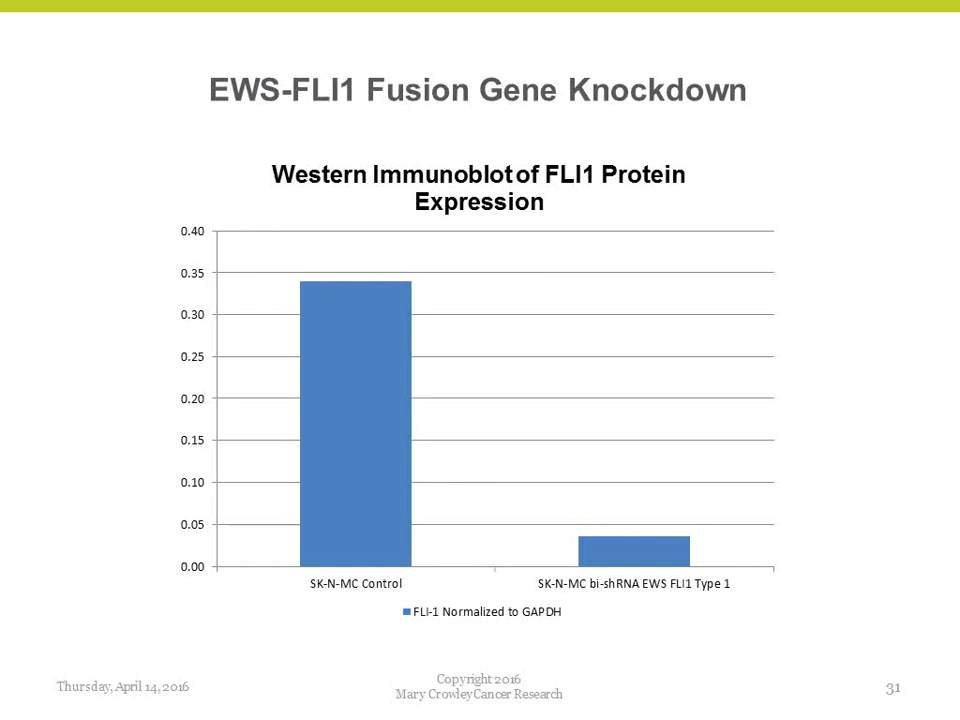 EWS-FLI1 Fusion Gene Knockdown
Western Immunoblot of FLI1 Protein
Expression
0.40
0.35
0.30
0.25
0.20
0.15
0.10
0.05
0.00
SK-N-MC Control
SK-N-MC bi-shRNA EWS FLI1 Type 1
FLI-1 Normalized to GAPDH
Thursday, April 14, 2016
Copyright 2016
Mary Crowley Cancer Research
31